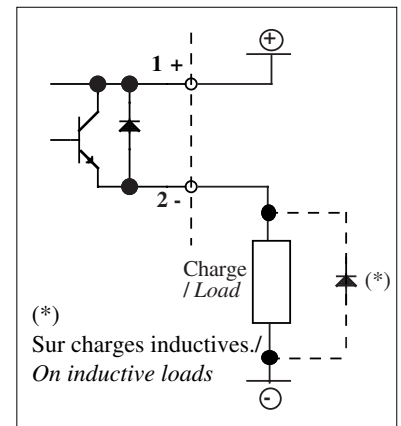 +
1 +
2 -
Charge
/ Load
(*)
(*)
Sur charges inductives./
On inductive loads
-